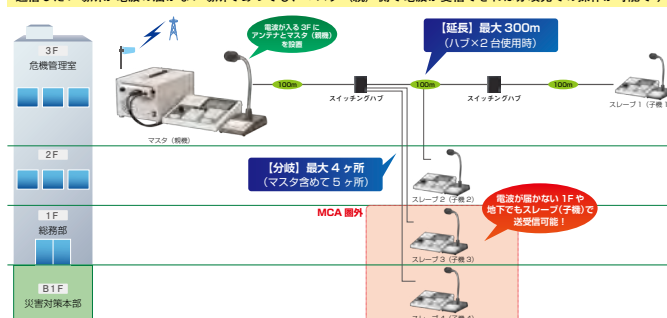 3F
危機管理室
電波が入る 3F に
アンテナとマスタ（親機）
を設置
【延長】最大 300m
（ハブ×2 台使用時）
100m
スイッチングハブ
100m
スイッチングハブ
100m
スレーブ 1（子機 1
マスタ（親機）
2F
【分岐】最大 4 ヶ所
（マスタ含めて 5 ヶ所）
スレーブ 2（子機 2）
1F
総務部
MCA 圏外
電波が届かない 1F や
地下でもスレーブ（子機）で
送受信可能！
スレーブ 3（子機 3）
B1F
災害対策本部